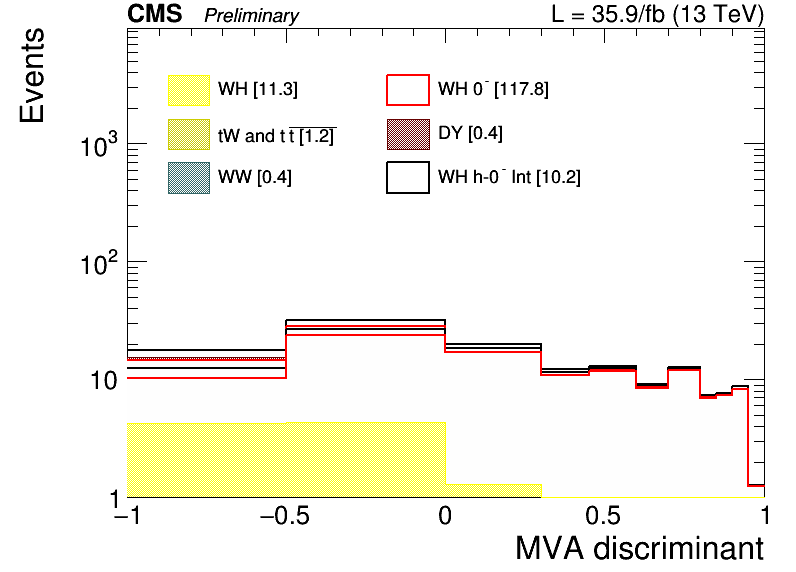 CMS Preliminary L = 35.9/fb (13 TeV)
Events
WH [11.3] WH 0⁻ [117.8]
tW and tt̅ [1.2] DY [0.4]
WW [0.4] WH h-0⁻ Int [10.2]
10³
10²
10
1
−1 −0.5 0 0.5 1
MVA discriminant